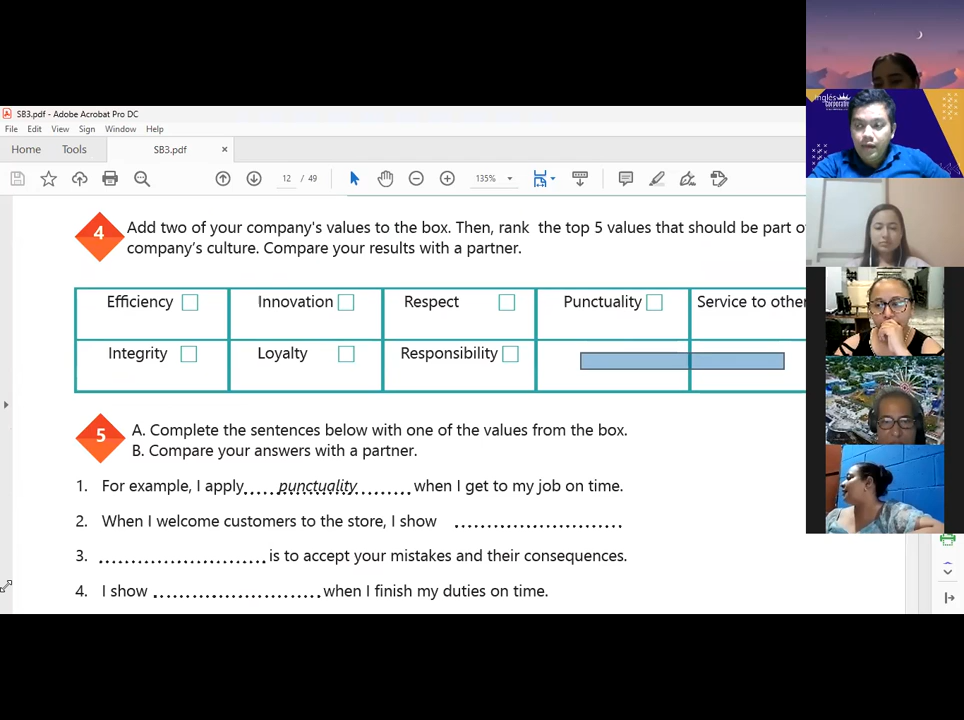 SB3.pdf - Adobe Acrobat Pro DC
File Edit View Sign Window Help
Home Tools SB3.pdf ×
12 / 49 135%
4 Add two of your company's values to the box. Then, rank the top 5 values that should be part
company's culture. Compare your results with a partner.
Efficiency Innovation Respect Punctuality Service to
Integrity Loyalty Responsibility
5 A. Complete the sentences below with one of the values from the box.
B. Compare your answers with a partner.
1. For example, I apply.....punctuality.........when I get to my job on time.
2. When I welcome customers to the store, I show ..........................
3. ..........................is to accept your mistakes and their consequences.
4. I show ..........................when I finish my duties on time.
Inglés
corporativo